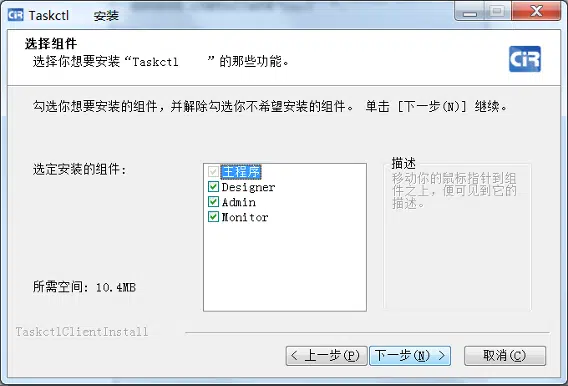 CiR Taskctl 安装
选择组件
选择你想要安装“Taskctl ”的那些功能。
CiR
勾选你想要安装的组件，并解除勾选你不希望安装的组件。 单击 [下一步(N)] 继续。
选定安装的组件:
主程序
Designer
Admin
Monitor
描述
移动你的鼠标指针到组
件之上，便可见到它的
描述。
所需空间: 10.4MB
TaskctlClientInstall
< 上一步(P)
下一步(N) >
取消(C)